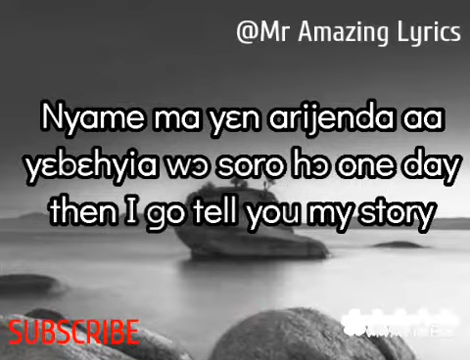 @Mr Amazing Lyrics
Nyame ma yɛn arijenda aa
yɛbɛhyia wɔ soro hɔ one day
then I go tell you my story
SUBSCRIBE